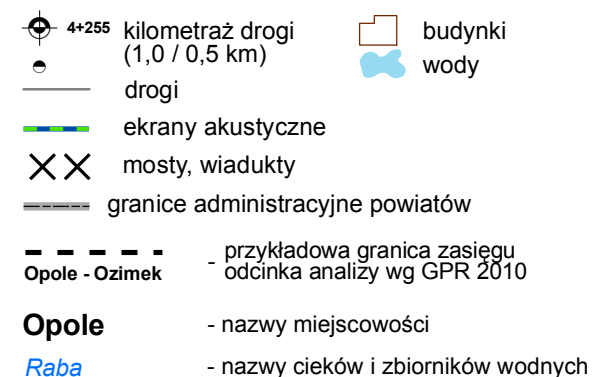 4+255 kilometraż drogi
(1,0 / 0,5 km)
budynki
wody
drogi
ekrany akustyczne
mosty, wiadukty
granice administracyjne powiatów
Opole - Ozimek
- przykładowa granica zasięgu
odcinka analizy wg GPR 2010
Opole - nazwy miejscowości
Raba - nazwy cieków i zbiorników wodnych